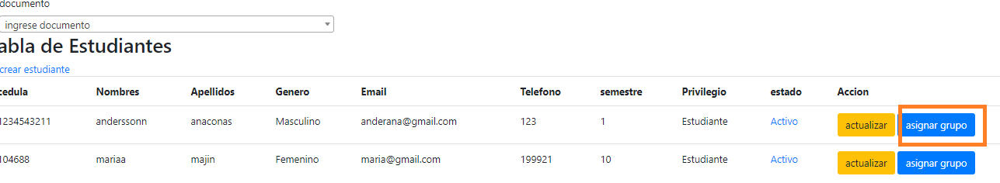 documento
ingrese documento
abla de Estudiantes
crear estudiante
cedula Nombres Apellidos Genero Email Telefono semestre Privilegio estado Accion
1234543211 anderssonn anaconas Masculino anderana@gmail.com 123 1 Estudiante Activo actualizar asignar grupo
104688 mariaa majin Femenino maria@gmail.com 199921 10 Estudiante Activo actualizar asignar grupo